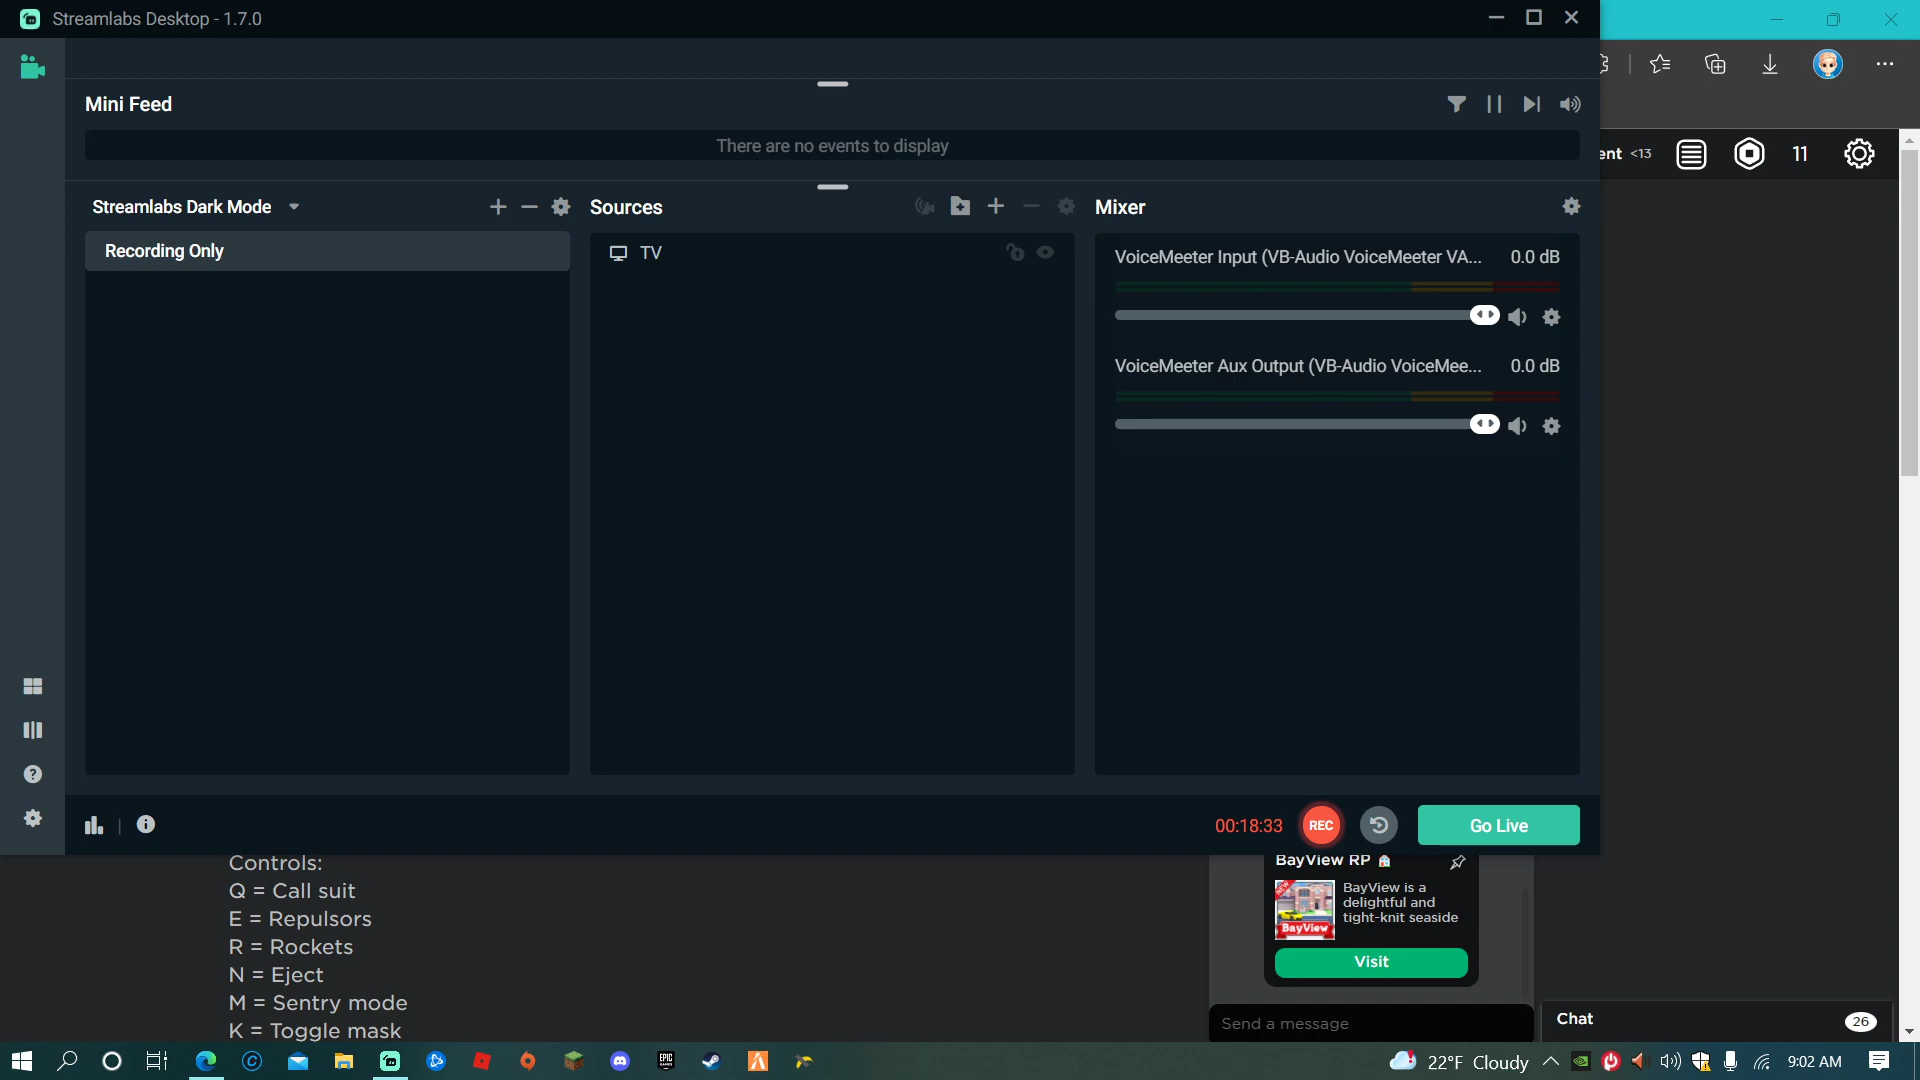 Streamlabs Desktop - 1.7.0
Mini Feed
There are no events to display
ent <13
11
Streamlabs Dark Mode
Sources
Mixer
Recording Only
TV
VoiceMeeter Input (VB-Audio VoiceMeeter VA... 0.0 dB
VoiceMeeter Aux Output (VB-Audio VoiceMee... 0.0 dB
00:18:33
REC
Go Live
Controls:
Q = Call suit
E = Repulsors
R = Rockets
N = Eject
M = Sentry mode
K = Toggle mask
BayView RP
NEW
BayView
BayView is a
delightful and
tight-knit seaside
Visit
Send a message
Chat
26
EPIC
GAMES
22°F Cloudy
9:02 AM